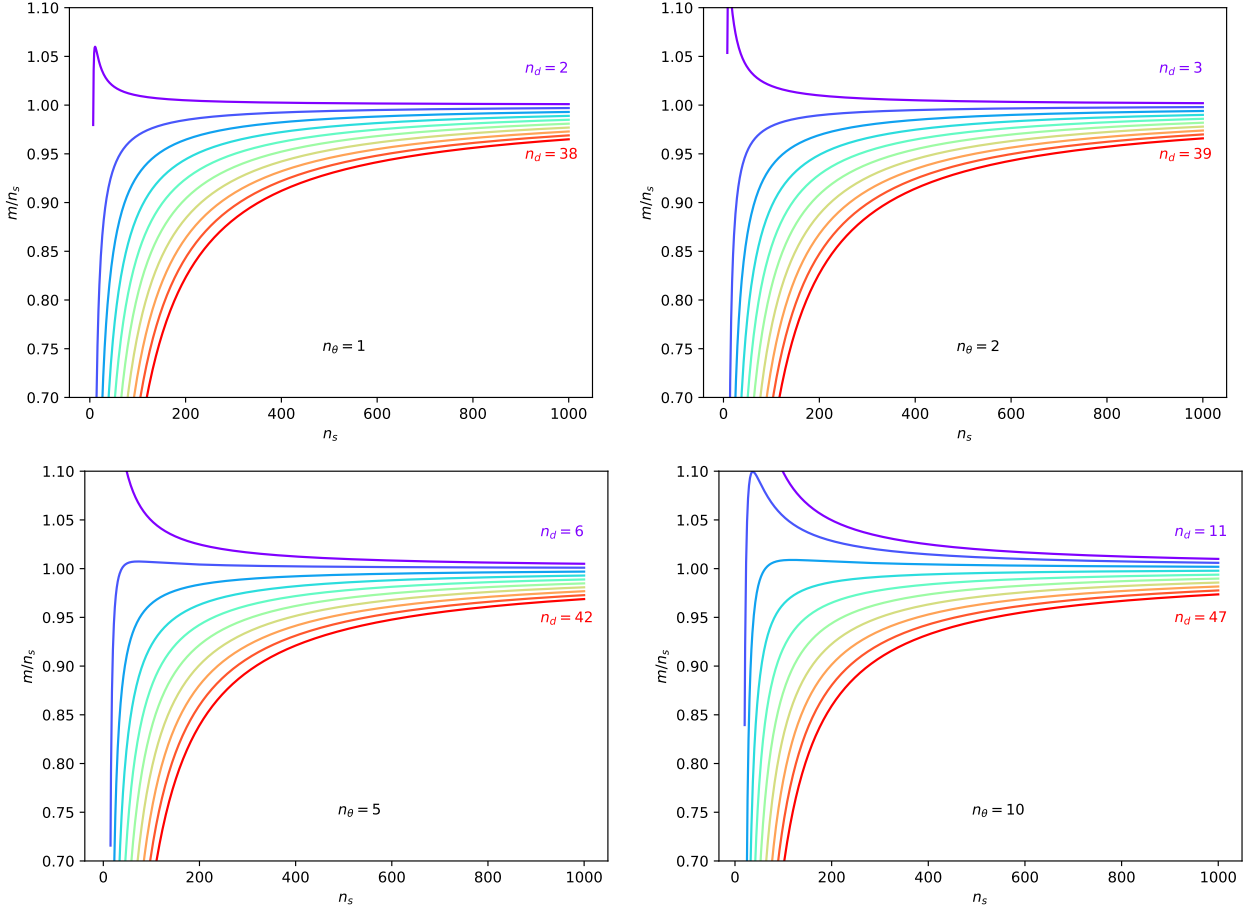 1.10
1.05
1.00
0.95
0.90
0.85
0.80
0.75
0.70
m/n_s
n_d = 2
n_d = 38
n_θ = 1
0 200 400 600 800 1000
n_s
1.10
1.05
1.00
0.95
0.90
0.85
0.80
0.75
0.70
m/n_s
n_d = 3
n_d = 39
n_θ = 2
0 200 400 600 800 1000
n_s
1.10
1.05
1.00
0.95
0.90
0.85
0.80
0.75
0.70
m/n_s
n_d = 6
n_d = 42
n_θ = 5
0 200 400 600 800 1000
n_s
1.10
1.05
1.00
0.95
0.90
0.85
0.80
0.75
0.70
m/n_s
n_d = 11
n_d = 47
n_θ = 10
0 200 400 600 800 1000
n_s